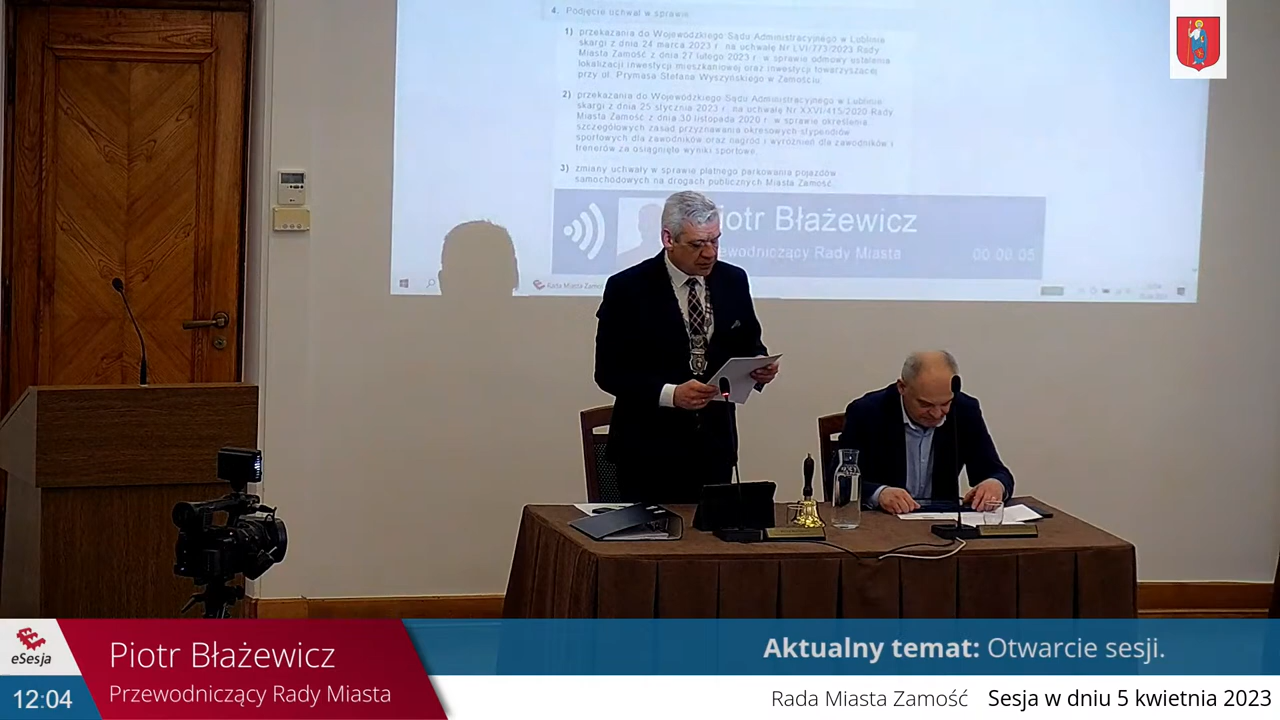 4. Podjęcie uchwał w sprawie
1) przekazania do Wojewódzkiego Sądu Administracyjnego w Lublinie
skargi z dnia 24 marca 2023 r. na uchwałę Nr LVI/773/2023 Rady
Miasta Zamość z dnia 27 lutego 2023 r. w sprawie odmowy ustalenia
lokalizacji inwestycji mieszkaniowej oraz inwestycji towarzyszącej
przy ul. Prymasa Stefana Wyszyńskiego w Zamościu,
2) przekazania do Wojewódzkiego Sądu Administracyjnego w Lublinie
skargi z dnia 25 stycznia 2023 r. na uchwałę Nr XXVI/415/2020 Rady
Miasta Zamość z dnia 30 listopada 2020 r. w sprawie określenia
szczegółowych zasad przyznawania okresowych stypendiów
sportowych dla zawodników oraz nagród i wyróżnień dla zawodników i
trenerów za osiągnięte wyniki sportowe,
3) zmiany uchwały w sprawie płatnego parkowania pojazdów
samochodowych na drogach publicznych Miasta Zamość.
iotr Błażewicz
ewodniczący Rady Miasta
00:06:05
Rada Miasta Zamoś
eSesja
12:04
Piotr Błażewicz
Przewodniczący Rady Miasta
Aktualny temat: Otwarcie sesji.
Rada Miasta Zamość Sesja w dniu 5 kwietnia 2023